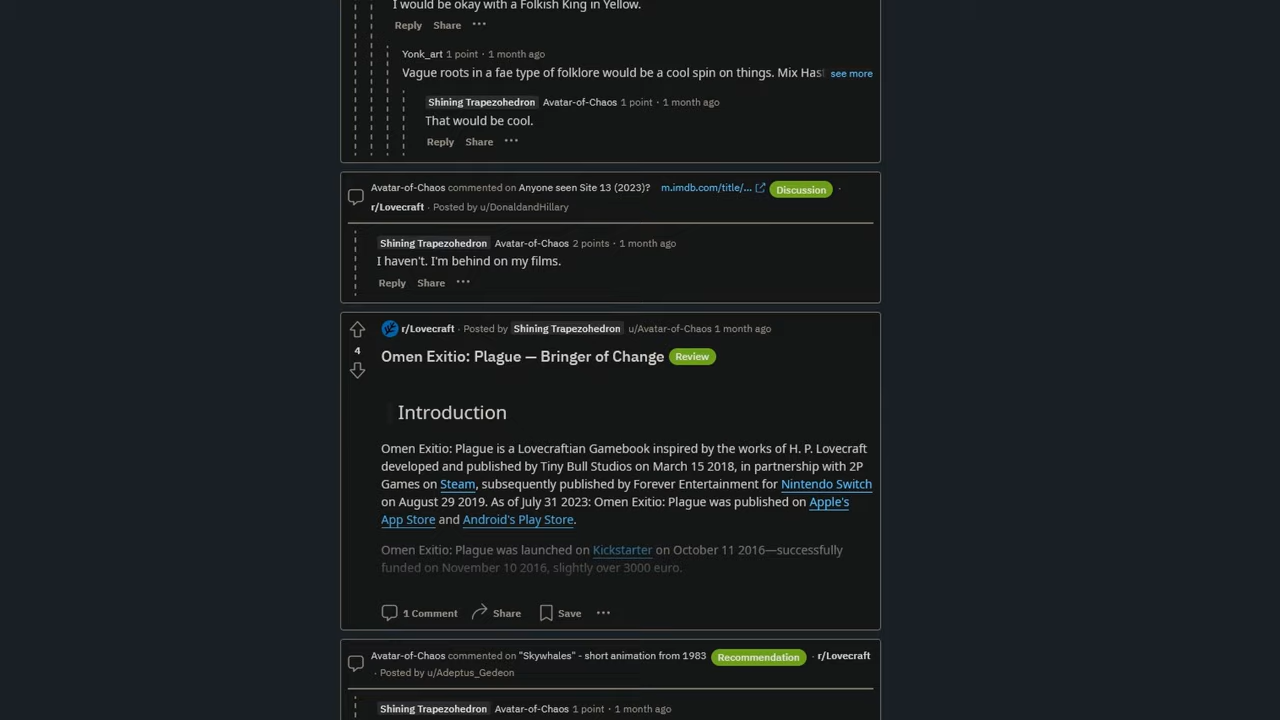 I would be okay with a Folkish King in Yellow.
Reply Share ···
Yonk_art 1 point · 1 month ago
Vague roots in a fae type of folklore would be a cool spin on things. Mix Hast see more
Shining Trapezohedron Avatar-of-Chaos 1 point · 1 month ago
That would be cool.
Reply Share ···
Avatar-of-Chaos commented on Anyone seen Site 13 (2023)? m.imdb.com/title/... Discussion ·
r/Lovecraft · Posted by u/DonaldandHillary
Shining Trapezohedron Avatar-of-Chaos 2 points · 1 month ago
I haven't. I'm behind on my films.
Reply Share ···
r/Lovecraft · Posted by Shining Trapezohedron u/Avatar-of-Chaos 1 month ago
4
Omen Exitio: Plague — Bringer of Change Review
Introduction
Omen Exitio: Plague is a Lovecraftian Gamebook inspired by the works of H. P. Lovecraft
developed and published by Tiny Bull Studios on March 15 2018, in partnership with 2P
Games on Steam, subsequently published by Forever Entertainment for Nintendo Switch
on August 29 2019. As of July 31 2023: Omen Exitio: Plague was published on Apple's
App Store and Android's Play Store.
Omen Exitio: Plague was launched on Kickstarter on October 11 2016—successfully
funded on November 10 2016, slightly over 3000 euro.
1 Comment Share Save ···
Avatar-of-Chaos commented on "Skywhales" - short animation from 1983 Recommendation · r/Lovecraft
· Posted by u/Adeptus_Gedeon
Shining Trapezohedron Avatar-of-Chaos 1 point · 1 month ago